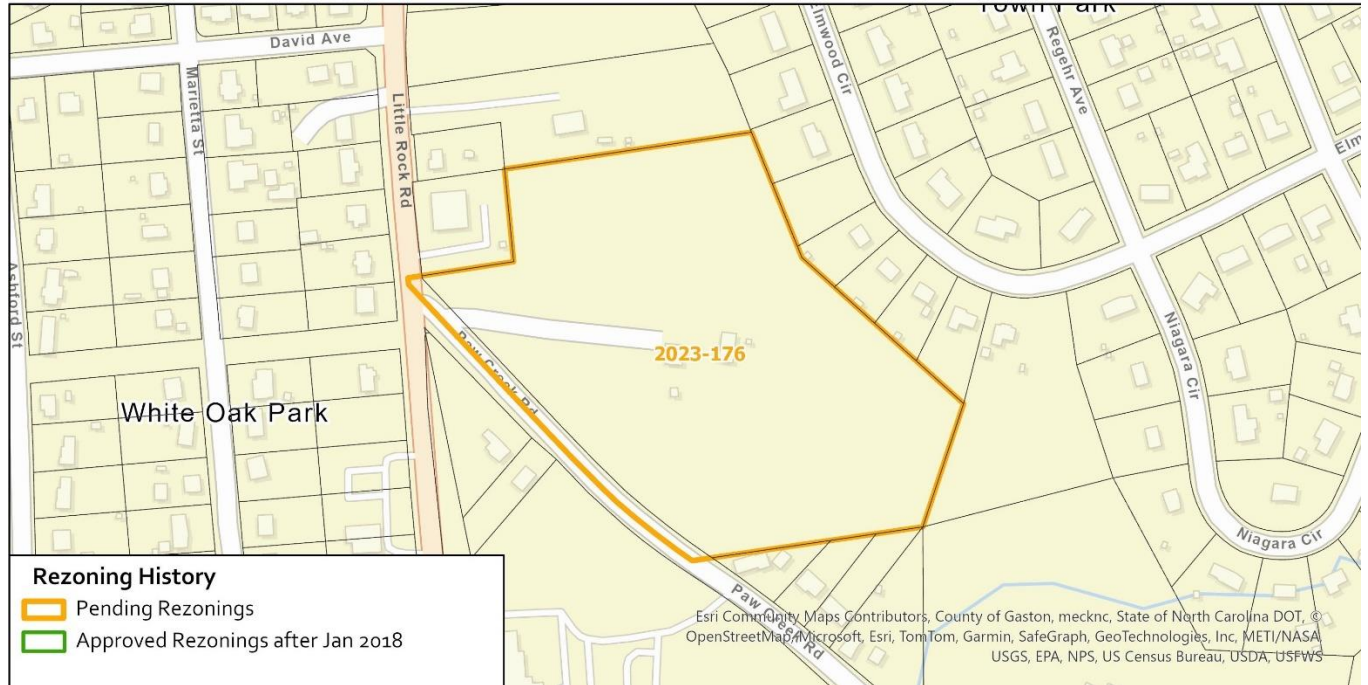 Town Park
David Ave
Elmwood Cir
Regehr Ave
Marietta St
Little Rock Rd
Ashford St
Niagara Cir
2023-176
Paw Creek Rd
White Oak Park
Niagara Cir
Rezoning History
Pending Rezonings
Approved Rezonings after Jan 2018
Paw Creek Rd
Esri Community Maps Contributors, County of Gaston, mecknc, State of North Carolina DOT, ©
OpenStreetMap, Microsoft, Esri, TomTom, Garmin, SafeGraph, GeoTechnologies, Inc, METI/NASA,
USGS, EPA, NPS, US Census Bureau, USDA, USFWS